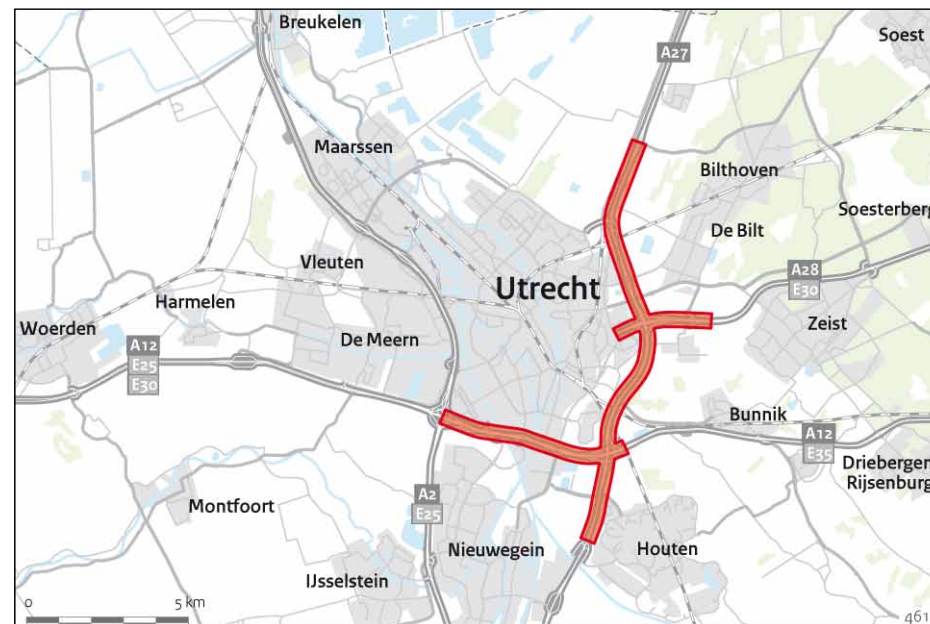 Breukelen
Soest
A27
Maarssen
Bilthoven
Soesterberg
De Bilt
Vleuten
A28
E30
Utrecht
Harmelen
Woerden
Zeist
De Meern
A12
E25
E30
Bunnik
A12
E35
Driebergen
Rijsenburg
A2
E25
Montfoort
Nieuwegein
Houten
IJsselstein
0 5 km
461